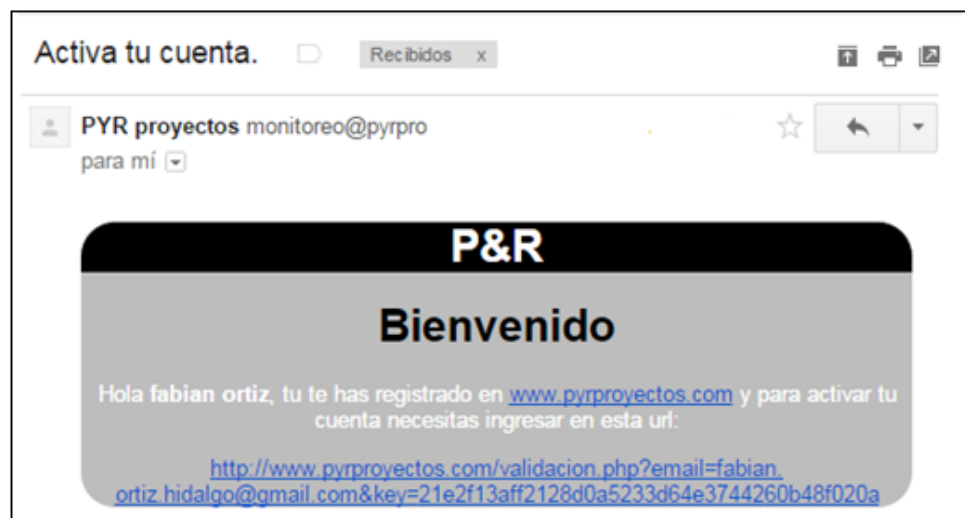 Activa tu cuenta.
Recibidos x
PYR proyectos monitoreo@pyrpro
para mí
P&R
Bienvenido
Hola fabian ortiz, tu te has registrado en www.pyrproyectos.com y para activar tu
cuenta necesitas ingresar en esta url:
http://www.pyrproyectos.com/validacion.php?email=fabian.
ortiz.hidalgo@gmail.com&key=21e2f13aff2128d0a5233d64e3744260b48f020a